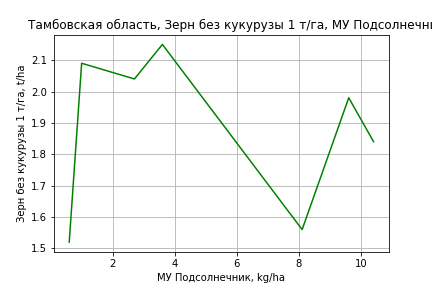 Тамбовская область, Зерн без кукурузы 1 т/га, МУ Подсолнечни
2.1
2.0
1.9
1.8
1.7
1.6
1.5
Зерн без кукурузы 1 т/га, t/ha
2 4 6 8 10
МУ Подсолнечник, kg/ha